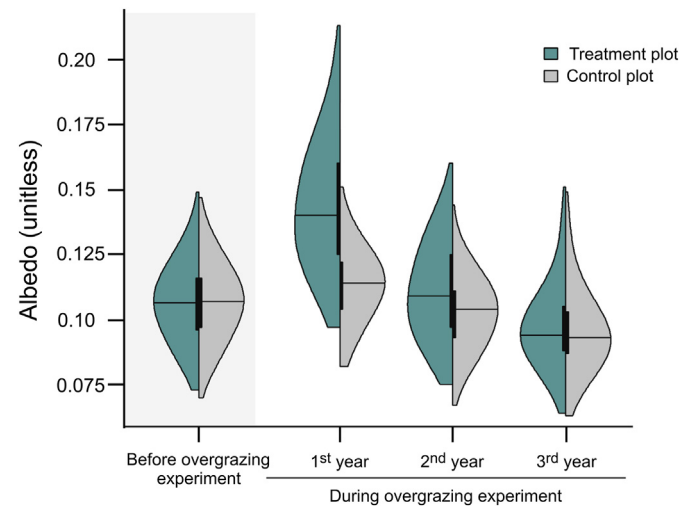 0.20
0.175
0.15
0.125
0.10
0.075
Albedo (unitless)
Treatment plot
Control plot
Before overgrazing
experiment
1st year
2nd year
3rd year
During overgrazing experiment